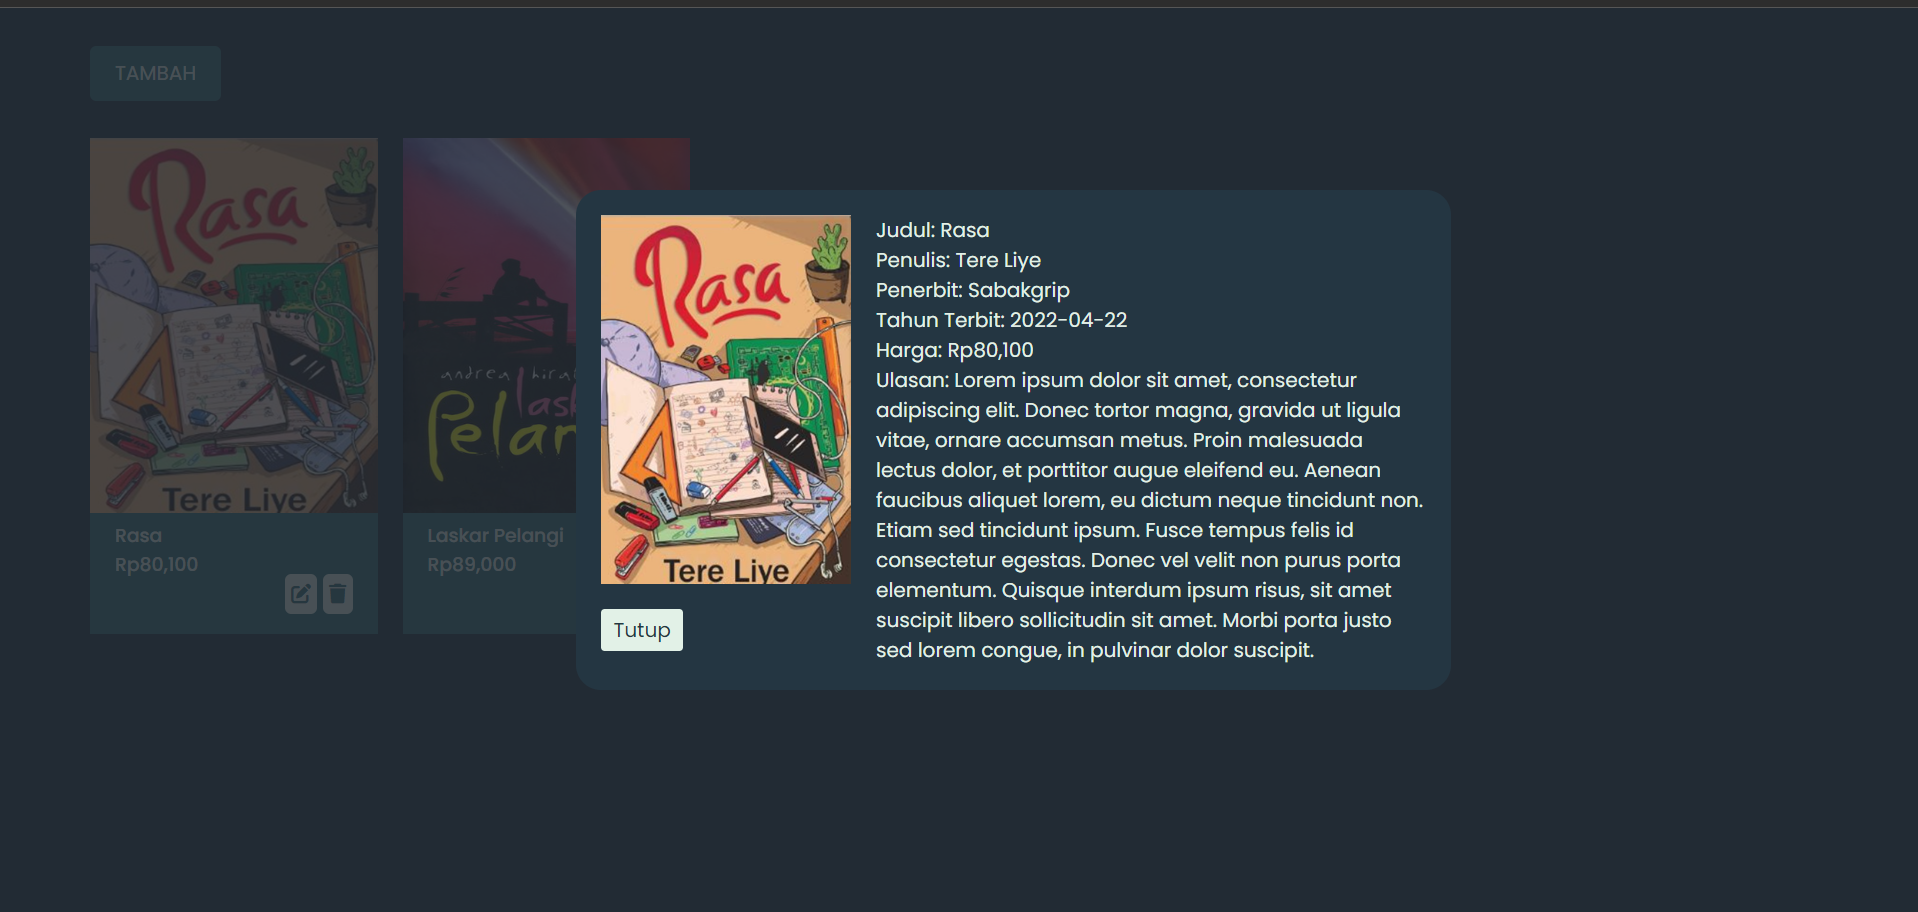 TAMBAH
Rasa
Tere Liye
Rasa
Rp80,100
andrea hira
lask
Pelan
Laskar Pelangi
Rp89,000
Rasa
Tere Liye
Tutup
Judul: Rasa
Penulis: Tere Liye
Penerbit: Sabakgrip
Tahun Terbit: 2022-04-22
Harga: Rp80,100
Ulasan: Lorem ipsum dolor sit amet, consectetur
adipiscing elit. Donec tortor magna, gravida ut ligula
vitae, ornare accumsan metus. Proin malesuada
lectus dolor, et porttitor augue eleifend eu. Aenean
faucibus aliquet lorem, eu dictum neque tincidunt non.
Etiam sed tincidunt ipsum. Fusce tempus felis id
consectetur egestas. Donec vel velit non purus porta
elementum. Quisque interdum ipsum risus, sit amet
suscipit libero sollicitudin sit amet. Morbi porta justo
sed lorem congue, in pulvinar dolor suscipit.